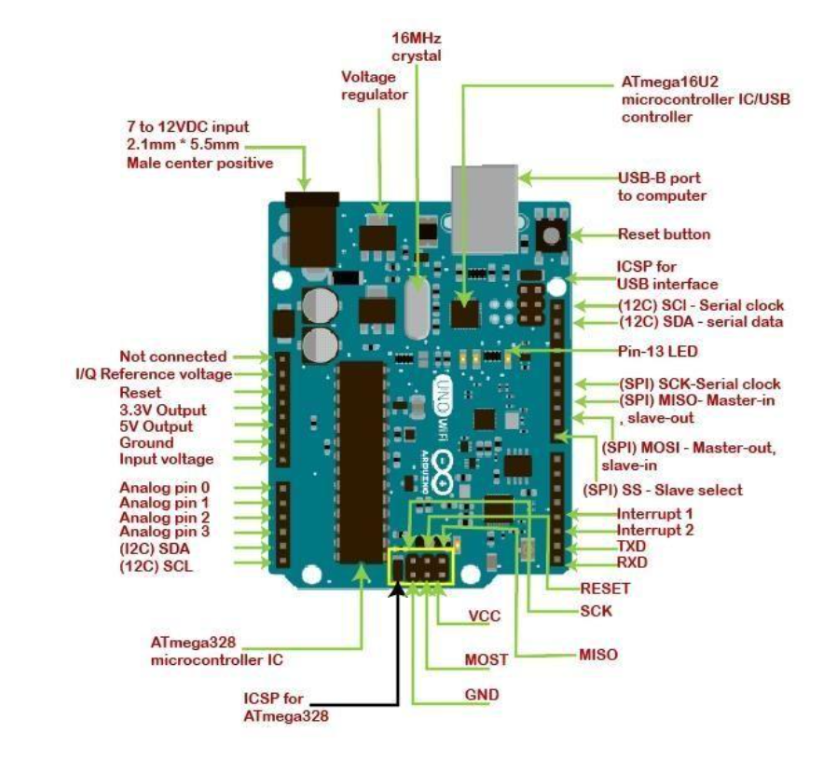 16MHz
crystal
Voltage
regulator
ATmega16U2
microcontroller IC/USB
controller
7 to 12VDC input
2.1mm * 5.5mm
Male center positive
USB-B port
to computer
Reset button
ICSP for
USB interface
(12C) SCI - Serial clock
(12C) SDA - serial data
Pin-13 LED
Not connected
I/Q Reference voltage
Reset
3.3V Output
5V Output
Ground
Input voltage
(SPI) SCK-Serial clock
(SPI) MISO- Master-in
, slave-out
(SPI) MOSI - Master-out,
slave-in
(SPI) SS - Slave select
UNO WiFi
ARDUINO
Analog pin 0
Analog pin 1
Analog pin 2
Analog pin 3
(I2C) SDA
(12C) SCL
Interrupt 1
Interrupt 2
TXD
RXD
RESET
SCK
VCC
MISO
MOST
GND
ATmega328
microcontroller IC
ICSP for
ATmega328